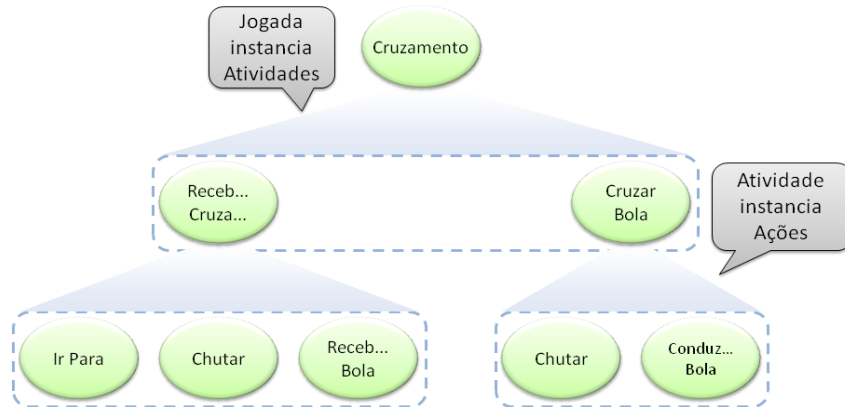 Jogada
instancia
Atividades
Cruzamento
Receb...
Cruza...
Cruzar
Bola
Atividade
instancia
Ações
Ir Para
Chutar
Receb...
Bola
Chutar
Conduz...
Bola